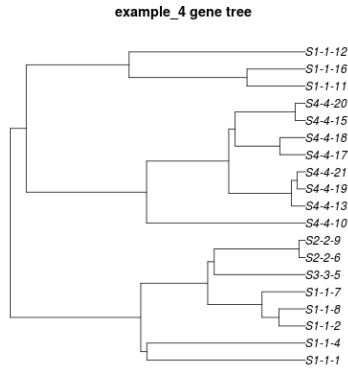 example_4 gene tree
S1-1-12
S1-1-16
S1-1-11
S4-4-20
S4-4-15
S4-4-18
S4-4-17
S4-4-21
S4-4-19
S4-4-13
S4-4-10
S2-2-9
S2-2-6
S3-3-5
S1-1-7
S1-1-8
S1-1-2
S1-1-4
S1-1-1